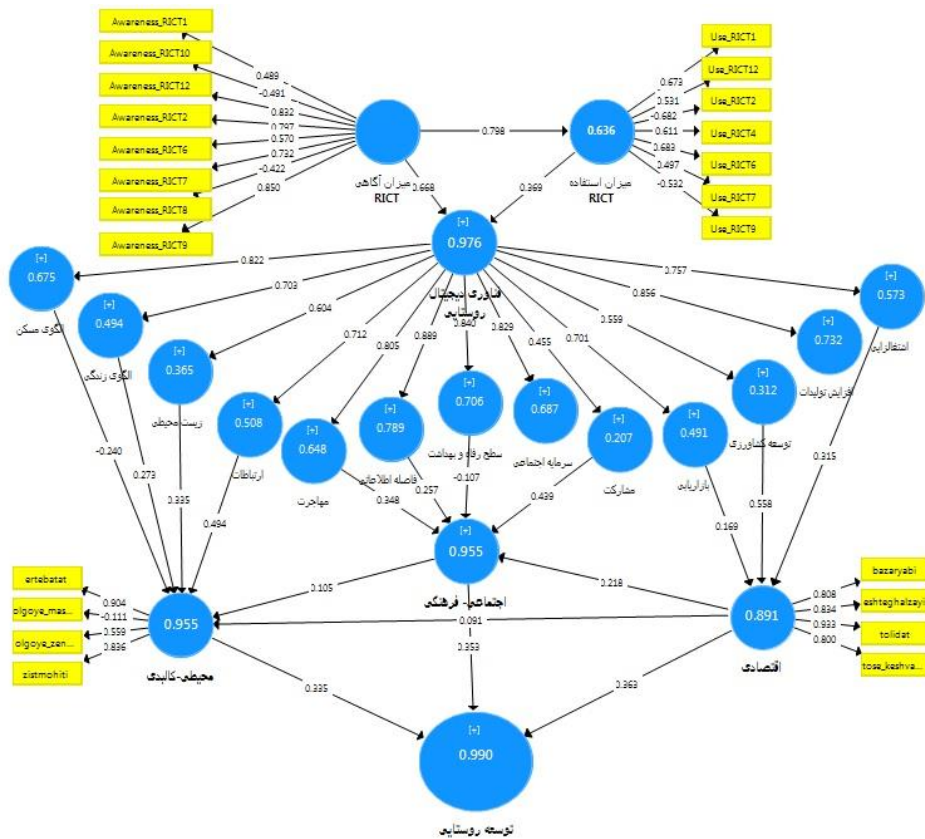 Awareness_RICT1
Awareness_RICT10
Awareness_RICT12
Awareness_RICT2
Awareness_RICT6
Awareness_RICT7
Awareness_RICT8
Awareness_RICT9
0.489
-0.491
0.832
0.797
0.570
0.732
-0.422
0.850
میزان آگاهی
RICT
0.798
0.636
میزان استفاده
RICT
0.673
0.531
-0.682
0.611
0.683
0.497
-0.532
Use_RICT1
Use_RICT12
Use_RICT2
Use_RICT4
Use_RICT6
Use_RICT7
Use_RICT9
0.668
0.369
[+]
0.976
فناوری دیجیتال
روستایی
0.822
0.703
0.604
0.712
0.805
0.889
0.840
0.829
0.455
0.701
0.559
0.856
0.757
[+]
0.675
الگوی مسکن
[+]
0.494
الگوی زندگی
[+]
0.365
زیست محیطی
[+]
0.508
ارتباطات
[+]
0.648
مهاجرت
[+]
0.789
فاصله اطلاعاتی
[+]
0.706
سطح رفاه و بهداشت
[+]
0.687
سرمایه اجتماعی
[+]
0.207
مشارکت
[+]
0.491
بازاریابی
[+]
0.312
توسعه کشاورزی
[+]
0.732
افزایش تولیدات
[+]
0.573
اشتغالزایی
-0.240
0.273
0.335
0.494
0.348
0.257
-0.107
0.439
0.169
0.558
0.315
[+]
0.955
اجتماعی- فرهنگی
0.105
0.218
0.091
0.353
ertebatat
olgoye_mas...
olgoye_zen...
zistmohiti
0.904
-0.111
0.559
0.836
[+]
0.955
محیطی-کالبدی
[+]
0.891
اقتصادی
0.808
0.834
0.933
0.800
bazaryabi
eshteghalzayi
tolidat
tose_keshva...
0.335
0.363
[+]
0.990
توسعه روستایی